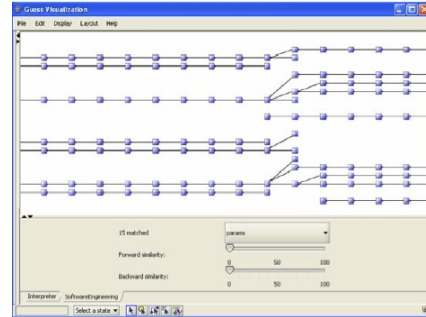 Guess Visualization
File Edit Display Layout Help
15 matched params
Forward similarity:
0 50 100
Backward similarity:
0 50 100
Interpreter SoftwareEngineering
Select a state